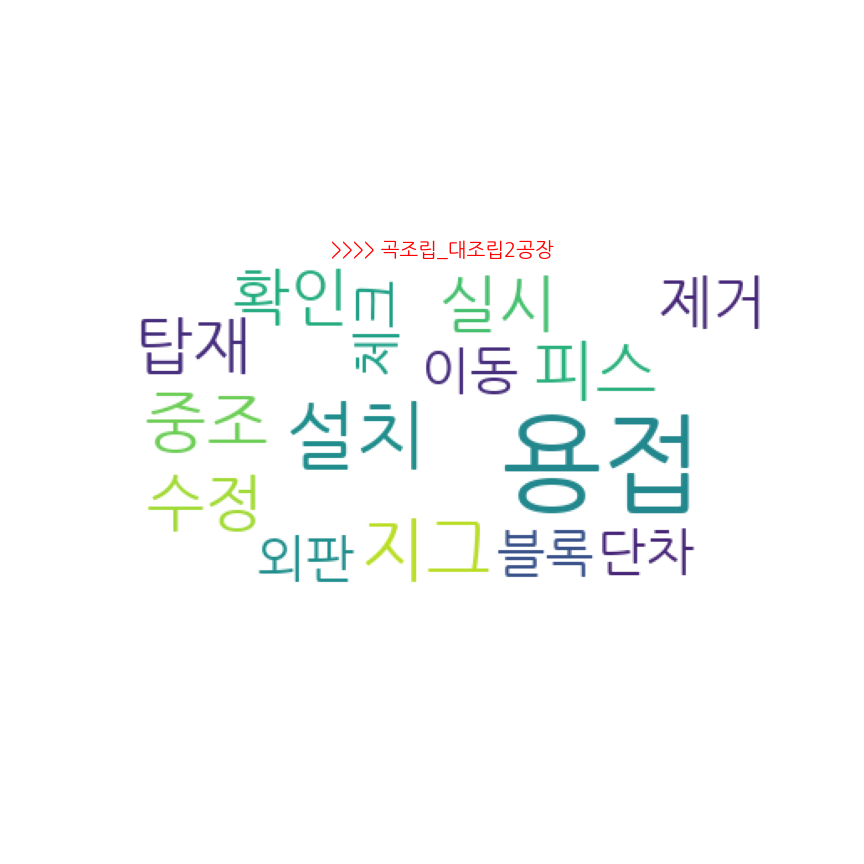 >>>> 곡조립_대조립2공장
확인
체크
실시
제거
탑재
이동
피스
중조
설치
용접
수정
외판
지그
블록
단차